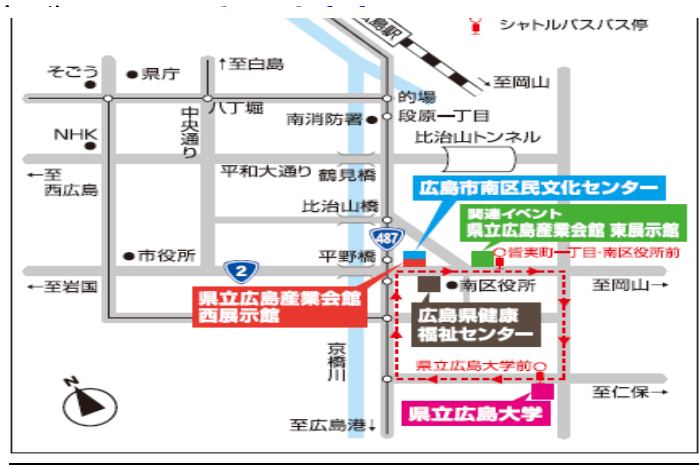 シャトルバスバス停
広島駅
そごう
県庁
↑至白島
至岡山
的場
八丁堀
中央通り
南消防署
段原一丁目
NHK
比治山トンネル
←至
西広島
平和大通り
鶴見橋
広島市南区民文化センター
比治山橋
関連イベント
県立広島産業会館 東展示館
487
市役所
2
平野橋
皆実町一丁目・南区役所前
←至岩国
県立広島産業会館
西展示館
南区役所
至岡山→
広島県健康
福祉センター
京橋川
県立広島大学前
N
至仁保→
県立広島大学
至広島港↓